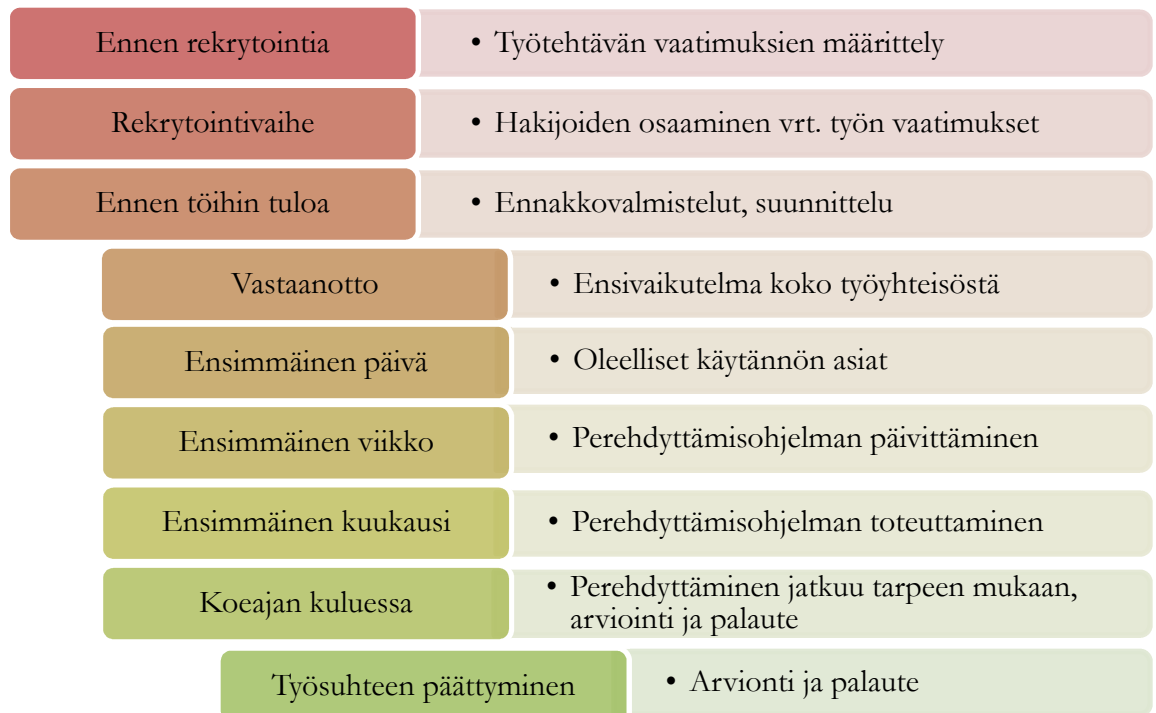 Ennen rekrytointia
• Työtehtävän vaatimuksien määrittely
Rekrytointivaihe
• Hakijoiden osaaminen vrt. työn vaatimukset
Ennen töihin tuloa
• Ennakkovalmistelut, suunnittelu
Vastaanotto
• Ensivaikutelma koko työyhteisöstä
Ensimmäinen päivä
• Oleelliset käytännön asiat
Ensimmäinen viikko
• Perehdyttämisohjelman päivittäminen
Ensimmäinen kuukausi
• Perehdyttämisohjelman toteuttaminen
Koeajan kuluessa
• Perehdyttäminen jatkuu tarpeen mukaan,
arviointi ja palaute
Työsuhteen päättyminen
• Arvionti ja palaute